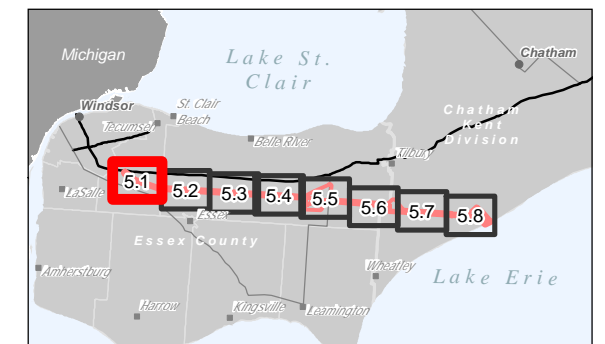 Michigan
Lake St.
Clair
Chatham
Windsor
St. Clair
Beach
Tecumseh
Belle River
Chatham
Kent
Division
Tilbury
5.1
5.2
5.3
5.4
5.5
5.6
5.7
5.8
LaSalle
Essex
Essex County
Amherstburg
Wheatley
Lake Erie
Harrow
Kingsville
Leamington